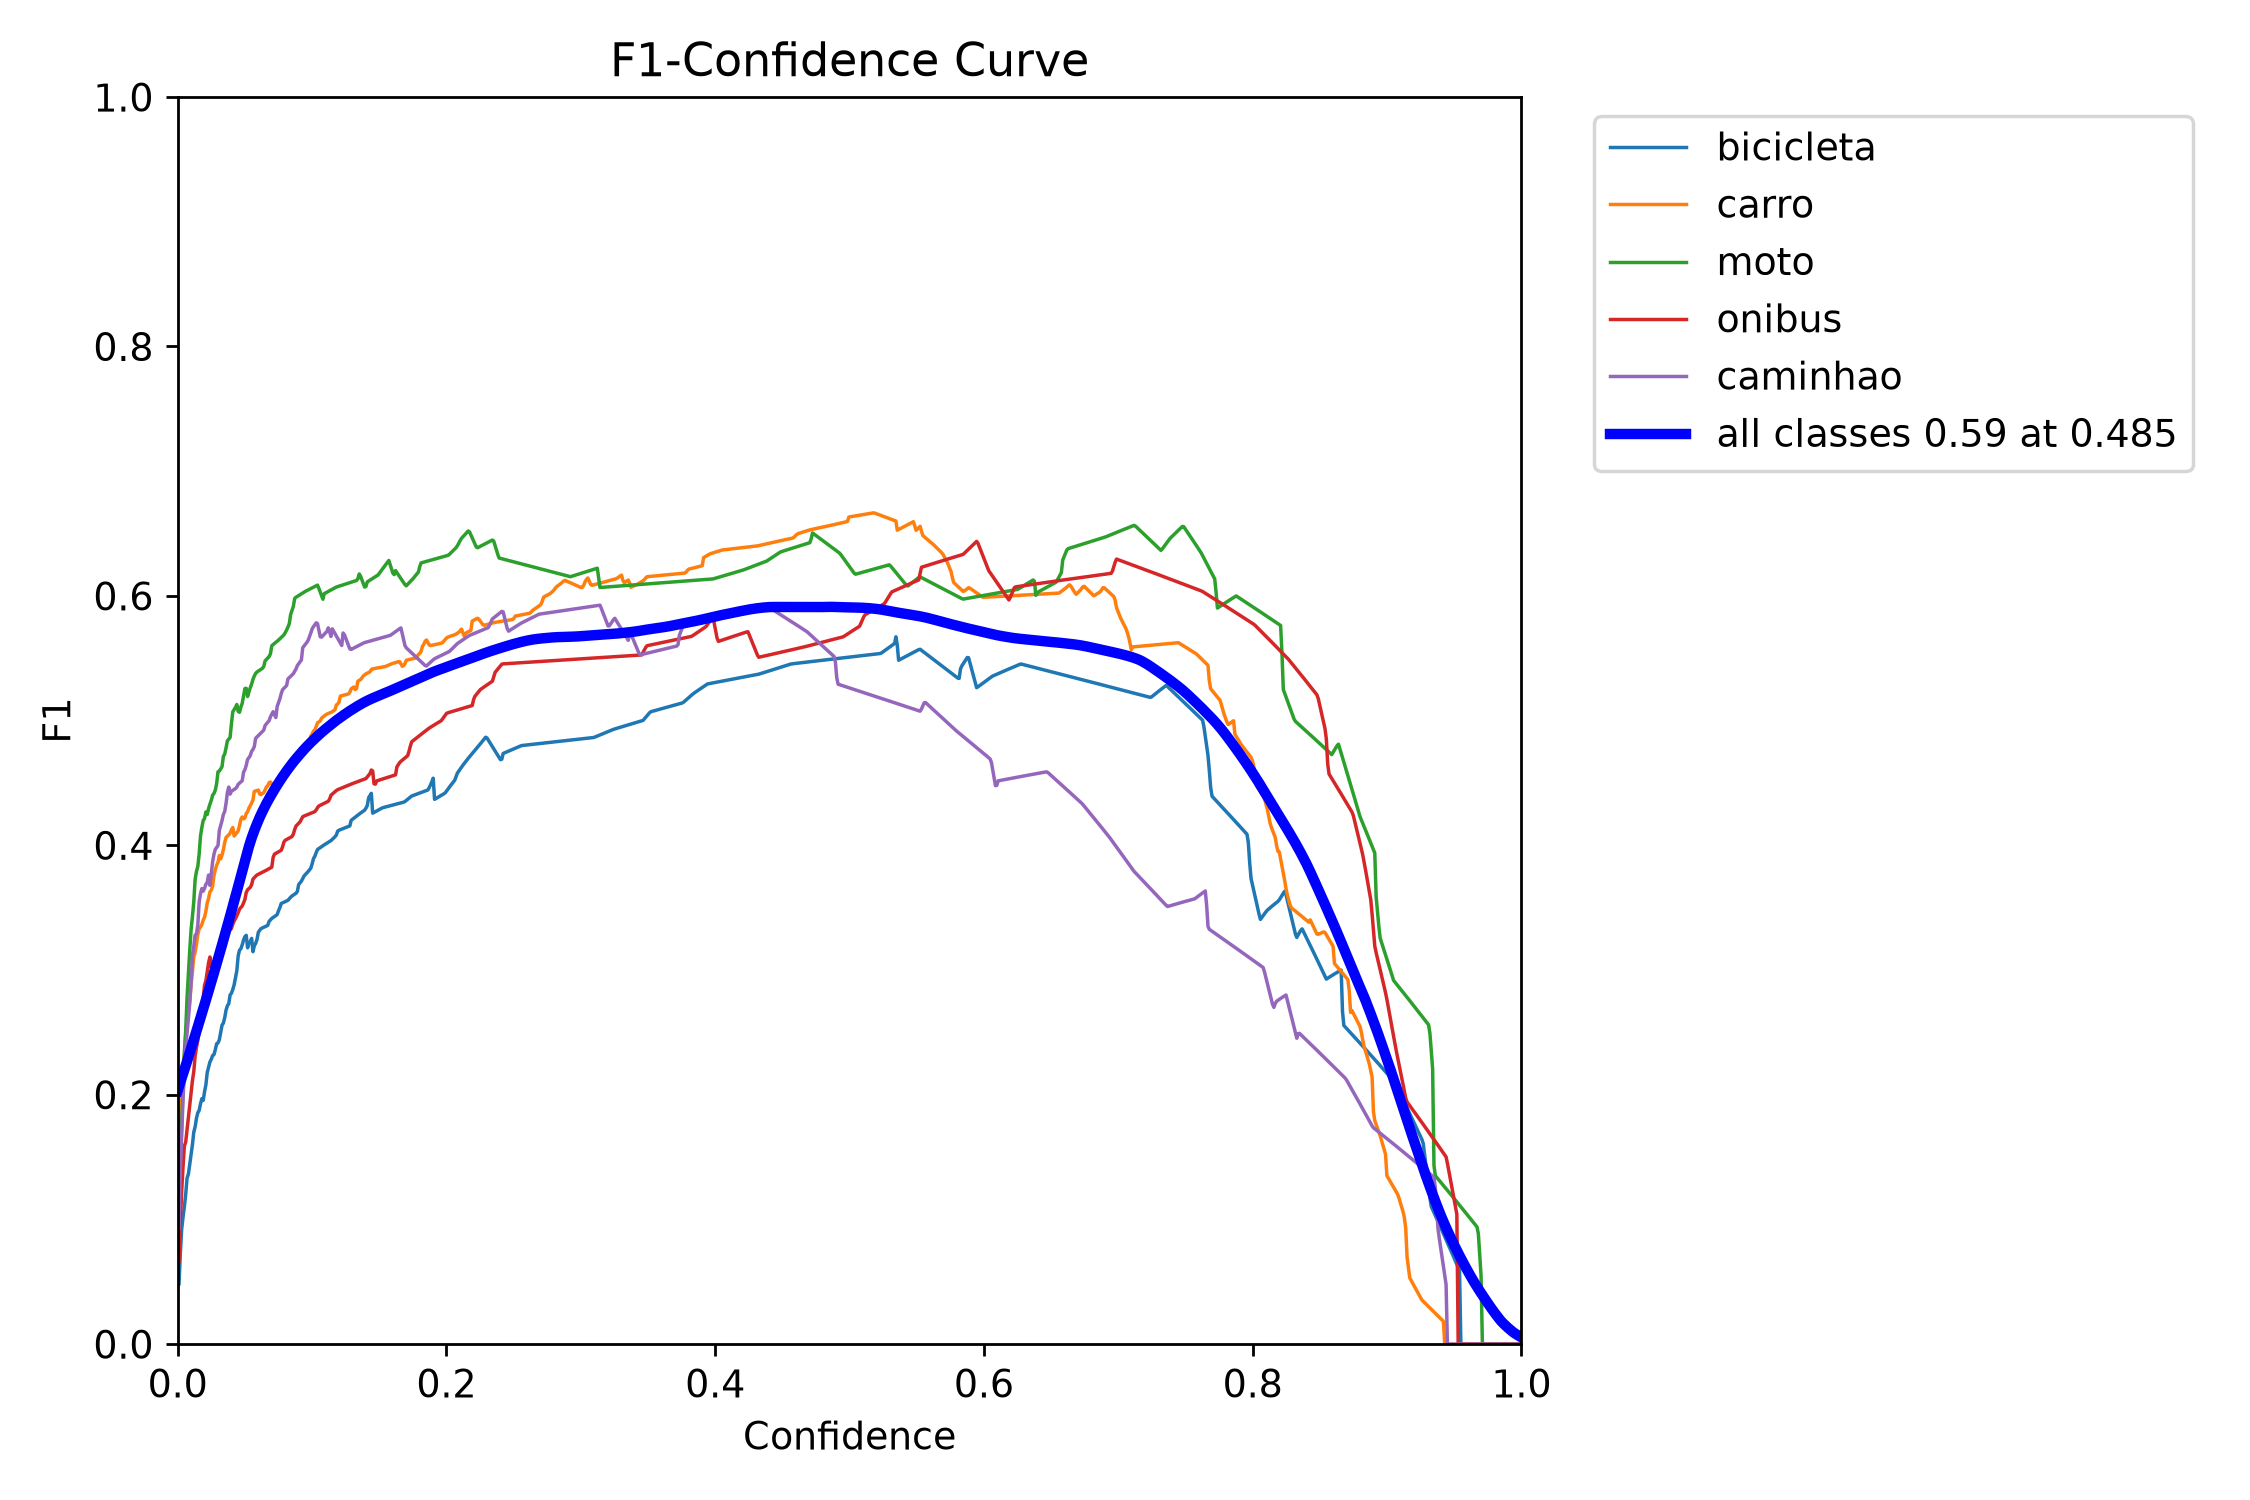 F1-Confidence Curve
1.0
0.8
0.6
0.4
0.2
0.0
F1
0.0 0.2 0.4 0.6 0.8 1.0
Confidence
bicicleta
carro
moto
onibus
caminhao
all classes 0.59 at 0.485